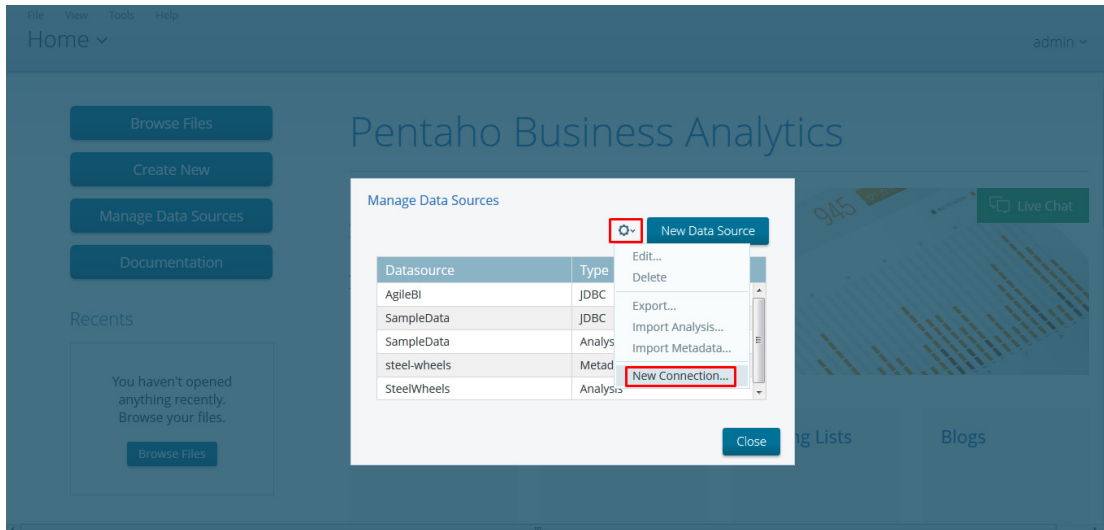 File View Tools Help
Home
admin
Browse Files
Create New
Manage Data Sources
Documentation
Recents
You haven't opened
anything recently.
Browse your files.
Browse Files
Pentaho Business Analytics
945
Live Chat
Manage Data Sources
New Data Source
Datasource Type
AgileBI JDBC
SampleData JDBC
SampleData Analys
steel-wheels Metad
SteelWheels Analysis
Edit...
Delete
Export...
Import Analysis...
Import Metadata...
New Connection...
Close
ng Lists
Blogs